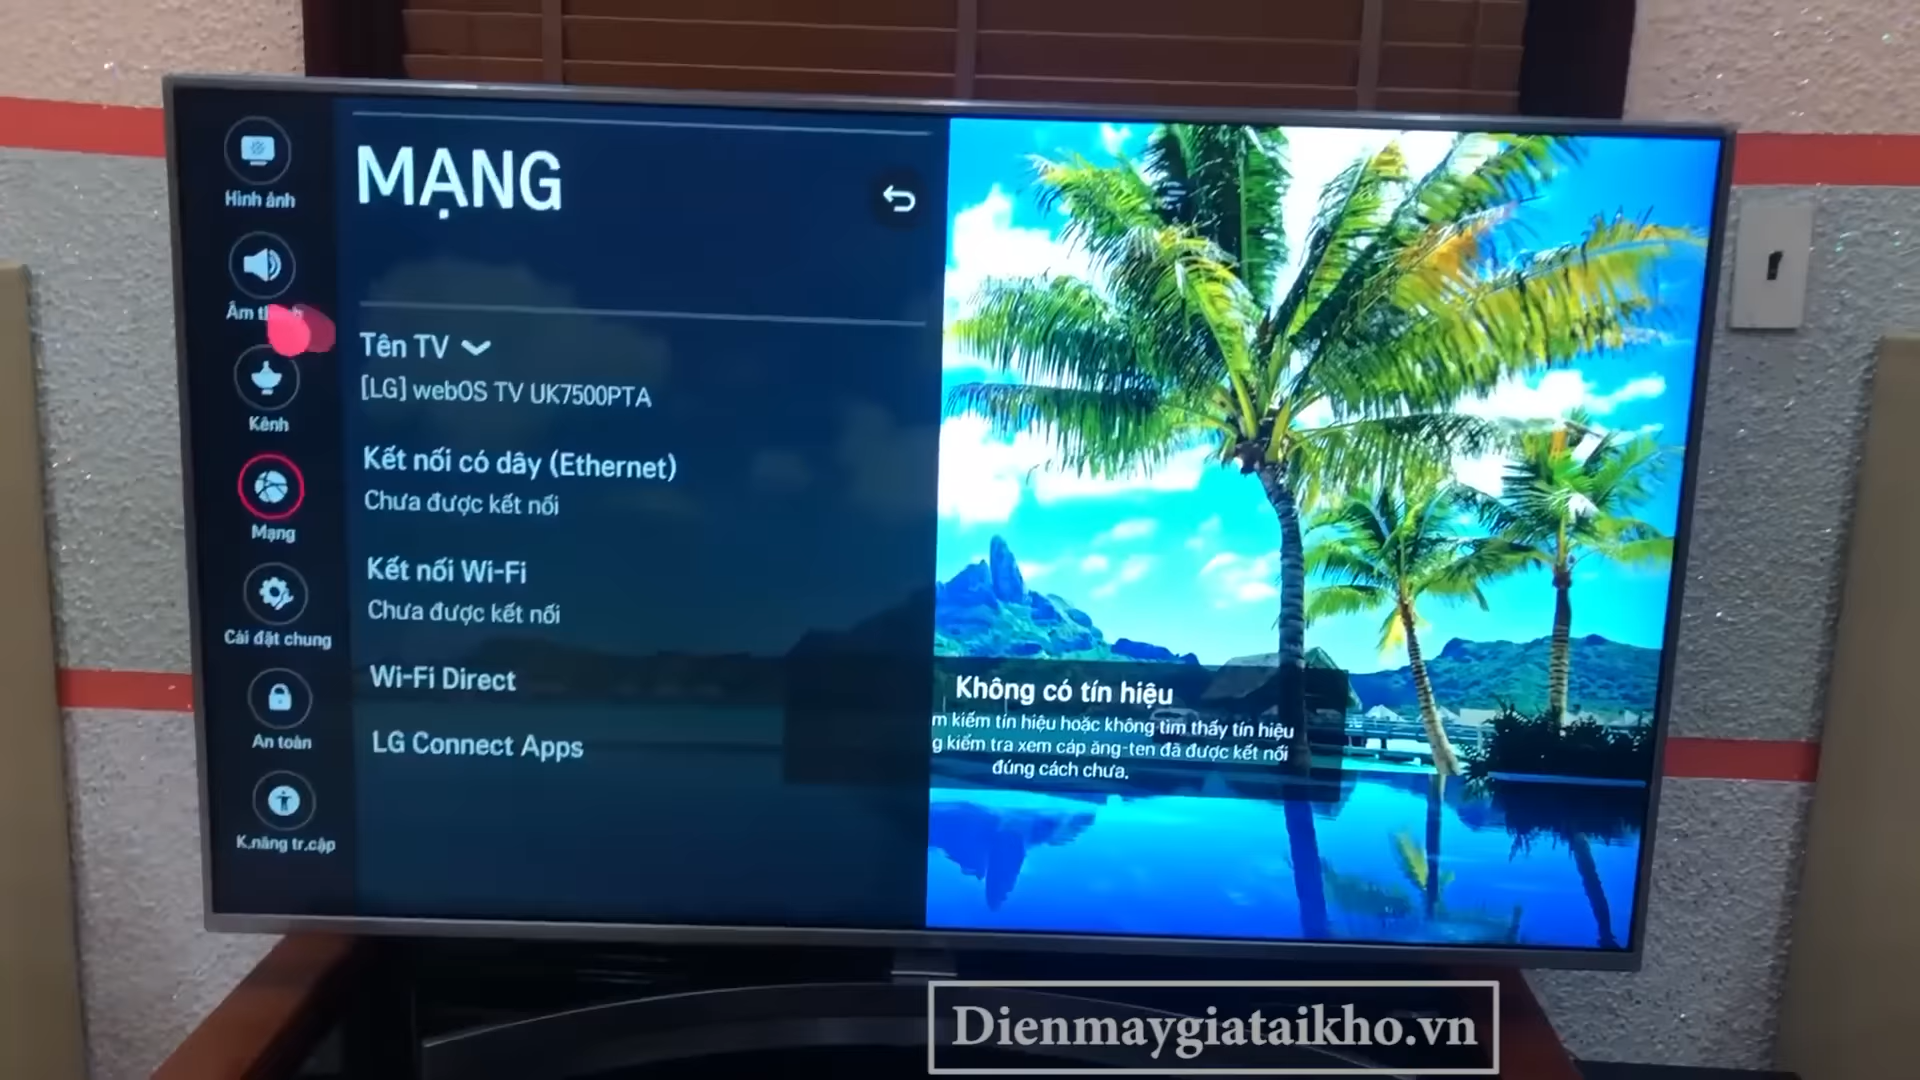 Hình ảnh
Âm th
Kênh
Mạng
Cài đặt chung
An toàn
K.năng tr.cập
MẠNG
Tên TV
[LG] webOS TV UK7500PTA
Kết nối có dây (Ethernet)
Chưa được kết nối
Kết nối Wi-Fi
Chưa được kết nối
Wi-Fi Direct
LG Connect Apps
Không có tín hiệu
m kiếm tín hiệu hoặc không tìm thấy tín hiệu
g kiểm tra xem cáp ăng-ten đã được kết nối
đúng cách chưa.
Dienmaygiataikho.vn